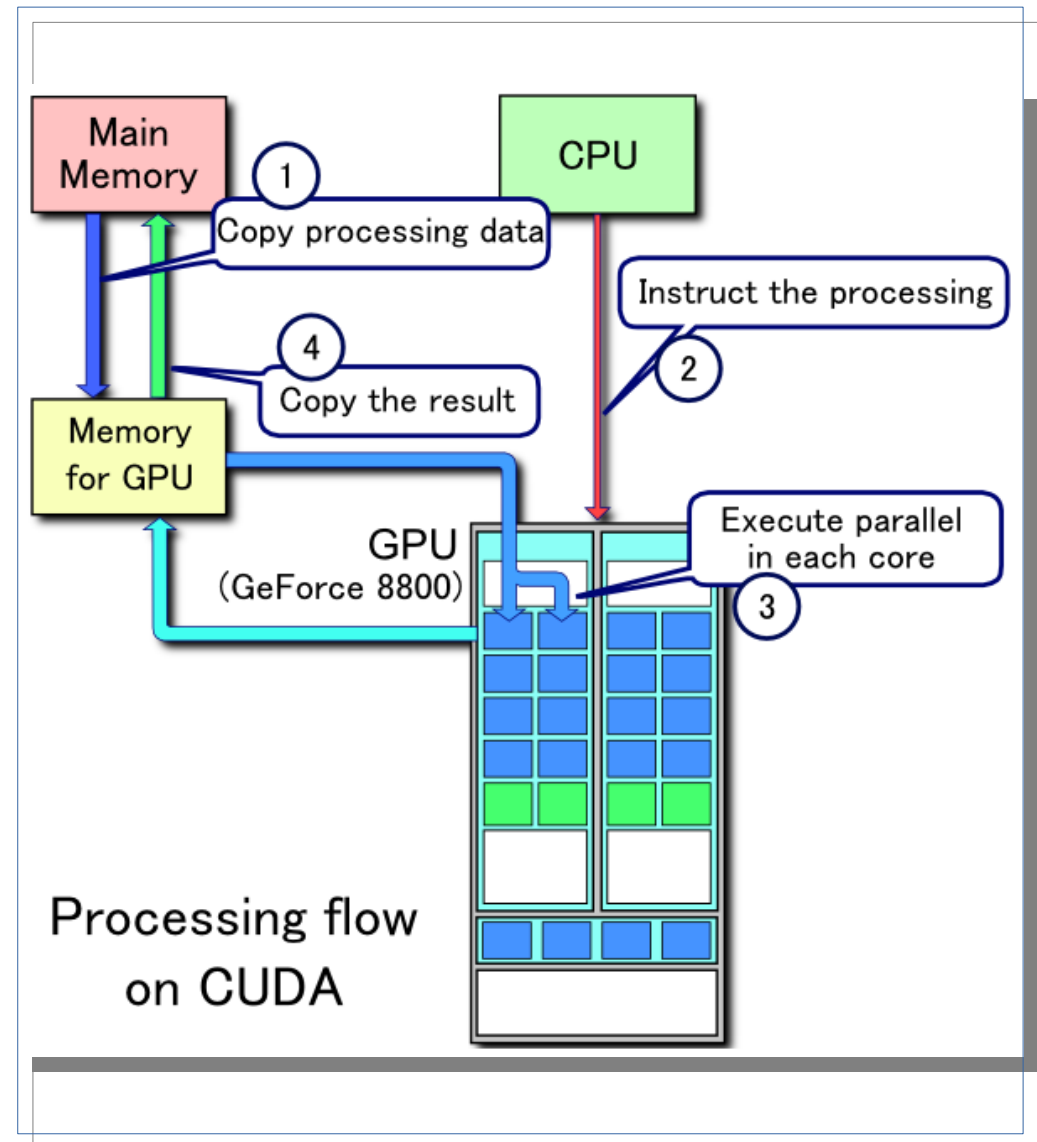 Main
Memory
CPU
1
Copy processing data
Instruct the processing
2
4
Copy the result
Memory
for GPU
GPU
(GeForce 8800)
Execute parallel
in each core
3
Processing flow
on CUDA